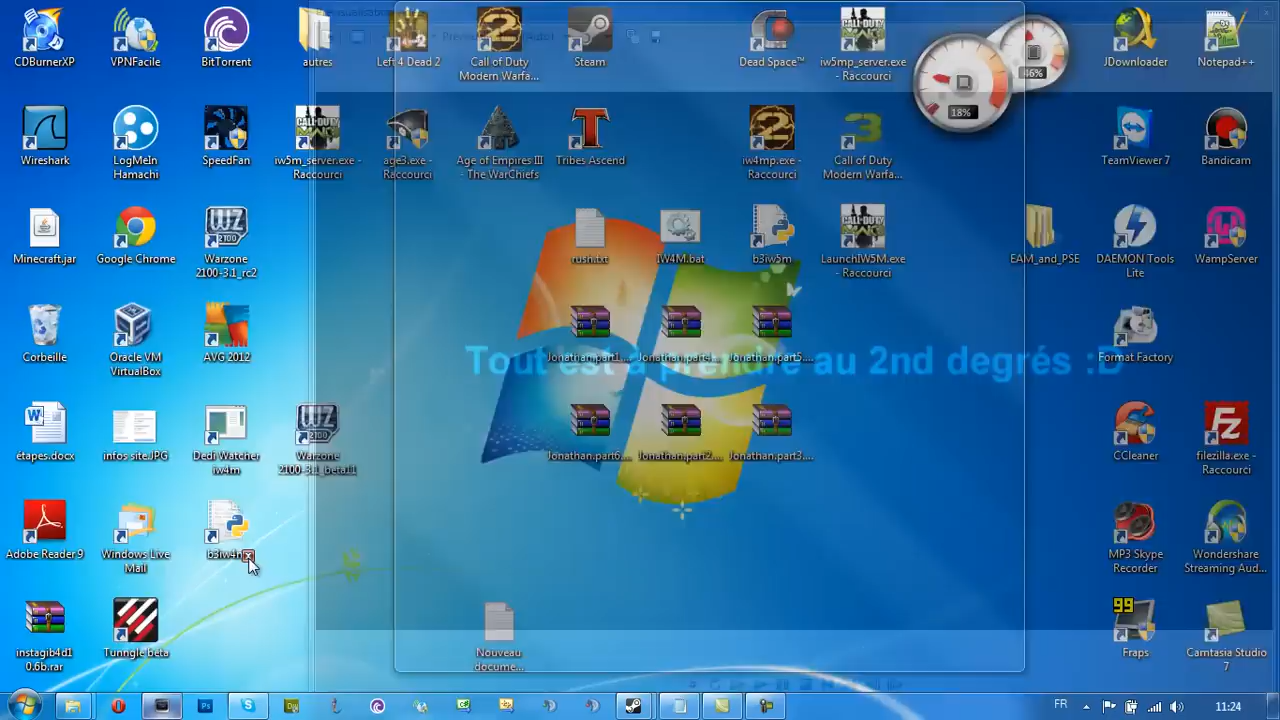 CDBurnerXP
VPNFacile
BitTorrent
autres
Left 4 Dead 2
Call of Duty
Modern Warfa...
Steam
Dead Space™
iw5mp_server.exe
- Raccourci
18%
46%
JDownloader
Notepad++
Wireshark
LogMeIn
Hamachi
SpeedFan
iw5m_server.exe -
Raccourci
age3.exe -
Raccourci
Age of Empires III
- The WarChiefs
Tribes Ascend
iw4mp.exe -
Raccourci
Call of Duty
Modern Warfa...
TeamViewer 7
Bandicam
Minecraft.jar
Google Chrome
Warzone
2100-3.1_rc2
rush.txt
IW4M.bat
b3iw5m
LaunchIW5M.exe
- Raccourci
EAM_and_PSE
DAEMON Tools
Lite
WampServer
Corbeille
Oracle VM
VirtualBox
AVG 2012
Jonathan.part1....
Jonathan.part4....
Jonathan.part5....
Tout est à prendre au 2nd degrés :D
Format Factory
étapes.docx
infos site.JPG
Dedi Watcher
iw4m
Warzone
2100-3.1_beta11
Jonathan.part6....
Jonathan.part2....
Jonathan.part3....
CCleaner
filezilla.exe -
Raccourci
Adobe Reader 9
Windows Live
Mail
MP3 Skype
Recorder
Wondershare
Streaming Aud...
instagib4d1
0.6b.rar
Tunngle beta
Nouveau
docume...
99
Fraps
Camtasia Studio
7
FR
11:24